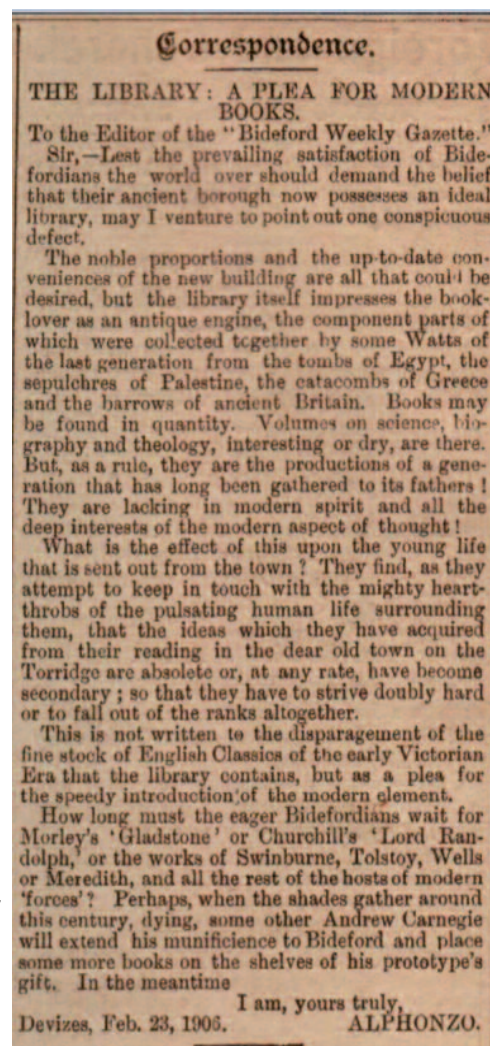 Correspondence.
THE LIBRARY: A PLEA FOR MODERN
BOOKS.
To the Editor of the "Bideford Weekly Gazette."
Sir,—Lest the prevailing satisfaction of Bide-
fordians the world over should demand the belief
that their ancient borough now possesses an ideal
library, may I venture to point out one conspicuous
defect.
The noble proportions and the up-to-date con-
veniences of the new building are all that could be
desired, but the library itself impresses the book-
lover as an antique engine, the component parts of
which were collected together by some Watts of
the last generation from the tombs of Egypt, the
sepulchres of Palestine, the catacombs of Greece
and the barrows of ancient Britain. Books may
be found in quantity. Volumes on science, bio-
graphy and theology, interesting or dry, are there.
But, as a rule, they are the productions of a gene-
ration that has long been gathered to its fathers!
They are lacking in modern spirit and all the
deep interests of the modern aspect of thought!
What is the effect of this upon the young life
that is sent out from the town? They find, as they
attempt to keep in touch with the mighty heart-
throbs of the pulsating human life surrounding
them, that the ideas which they have acquired
from their reading in the dear old town on the
Torridge are absolete or, at any rate, have become
secondary; so that they have to strive doubly hard
or to fall out of the ranks altogether.
This is not written to the disparagement of the
fine stock of English Classics of the early Victorian
Era that the library contains, but as a plea for
the speedy introduction of the modern element.
How long must the eager Bidefordians wait for
Morley's 'Gladstone' or Churchill's 'Lord Ran-
dolph,' or the works of Swinburne, Tolstoy, Wells
or Meredith, and all the rest of the hosts of modern
'forces'? Perhaps, when the shades gather around
this century, dying, some other Andrew Carnegie
will extend his munificience to Bideford and place
some more books on the shelves of his prototype's
gift. In the meantime
I am, yours truly,
Devizes, Feb. 23, 1906. ALPHONZO.